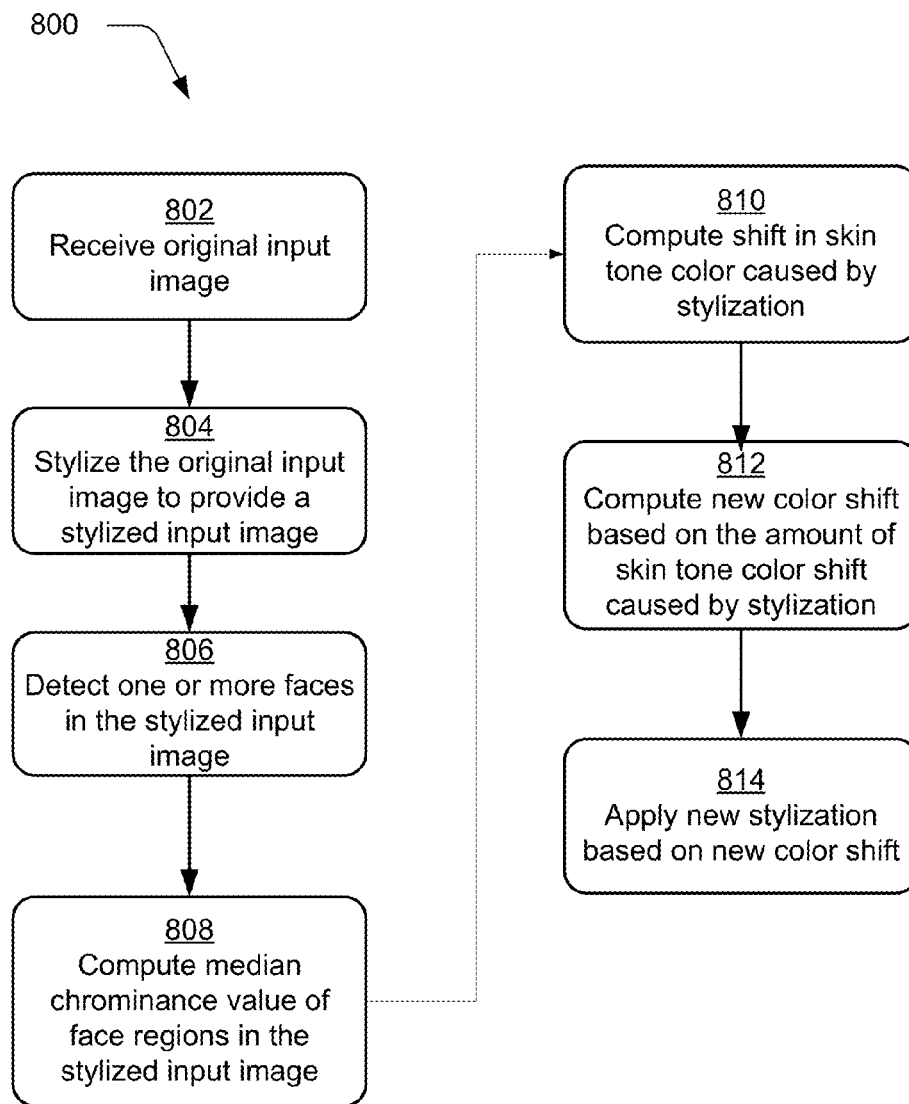 800
802
Receive original input
image
804
Stylize the original input
image to provide a
stylized input image
806
Detect one or more faces
in the stylized input
image
808
Compute median
chrominance value of
face regions in the
stylized input image
810
Compute shift in skin
tone color caused by
stylization
812
Compute new color shift
based on the amount of
skin tone color shift
caused by stylization
814
Apply new stylization
based on new color shift